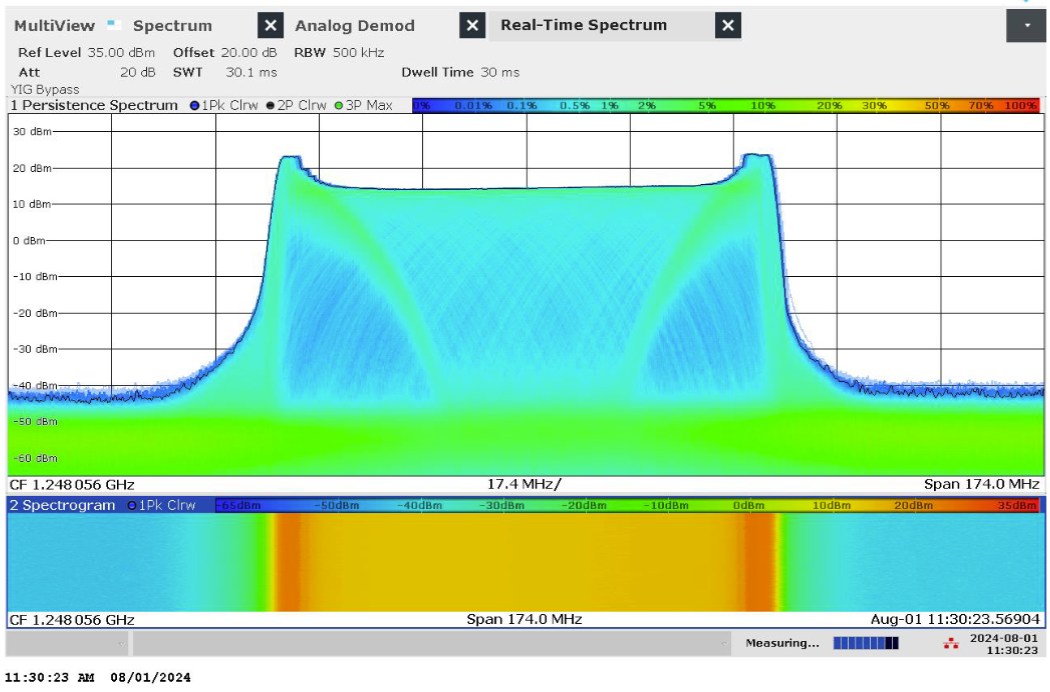 MultiView Spectrum X Analog Demod X Real-Time Spectrum X
Ref Level 35.00 dBm Offset 20.00 dB RBW 500 kHz
Att 20 dB SWT 30.1 ms Dwell Time 30 ms
YIG Bypass
1 Persistence Spectrum 1Pk Clrw 2P Clrw 3P Max 0% 0.01% 0.1% 0.5% 1% 2% 5% 10% 20% 30% 50% 70% 100%
30 dBm
20 dBm
10 dBm
0 dBm
-10 dBm
-20 dBm
-30 dBm
-40 dBm
-50 dBm
-60 dBm
CF 1.248 056 GHz 17.4 MHz/ Span 174.0 MHz
2 Spectrogram 1Pk Clrw -65dBm -50dBm -40dBm -30dBm -20dBm -10dBm 0dBm 10dBm 20dBm 35dBm
CF 1.248 056 GHz Span 174.0 MHz Aug-01 11:30:23.56904
Measuring... 2024-08-01
11:30:23
11:30:23 AM 08/01/2024